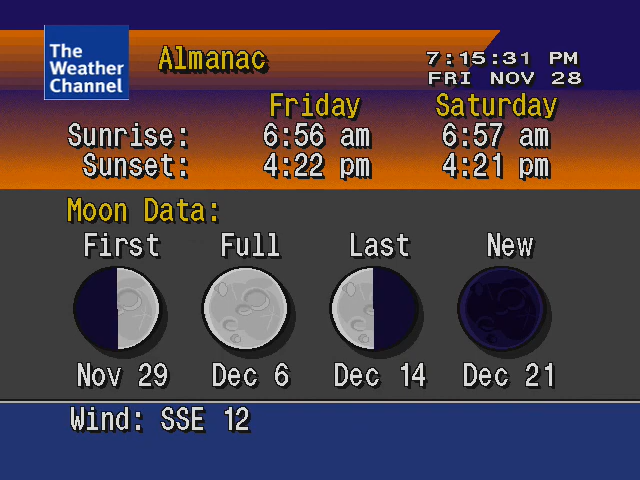 The
Weather
Channel
Almanac
7:15:31 PM
FRI NOV 28
Friday Saturday
Sunrise: 6:56 am 6:57 am
Sunset: 4:22 pm 4:21 pm
Moon Data:
First Full Last New
Nov 29 Dec 6 Dec 14 Dec 21
Wind: SSE 12